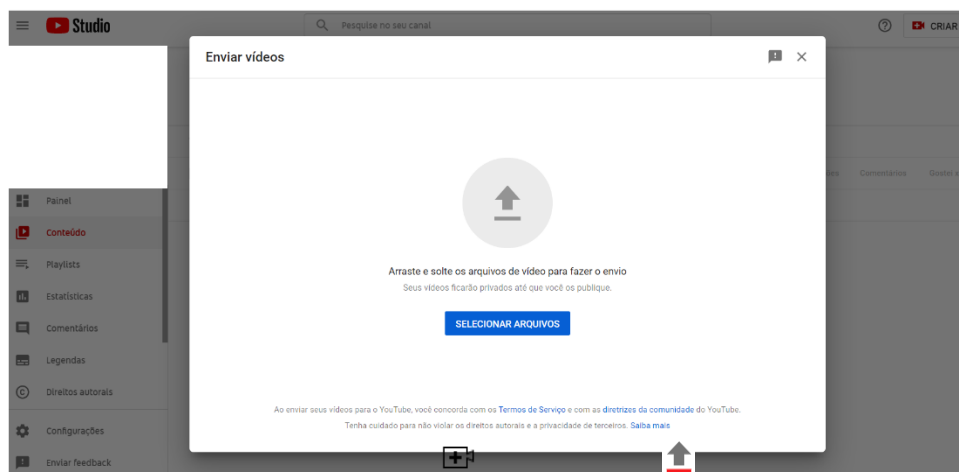 Studio
Pesquise no seu canal
CRIAR
Enviar vídeos
Comentários
Painel
Conteúdo
Playlists
Estatísticas
Comentários
Legendas
Direitos autorais
Configurações
Enviar feedback
Arraste e solte os arquivos de vídeo para fazer o envio
Seus vídeos ficarão privados até que você os publique.
SELECIONAR ARQUIVOS
Ao enviar seus vídeos para o YouTube, você concorda com os Termos de Serviço e com as diretrizes da comunidade do YouTube.
Tenha cuidado para não violar os direitos autorais e a privacidade de terceiros. Saiba mais